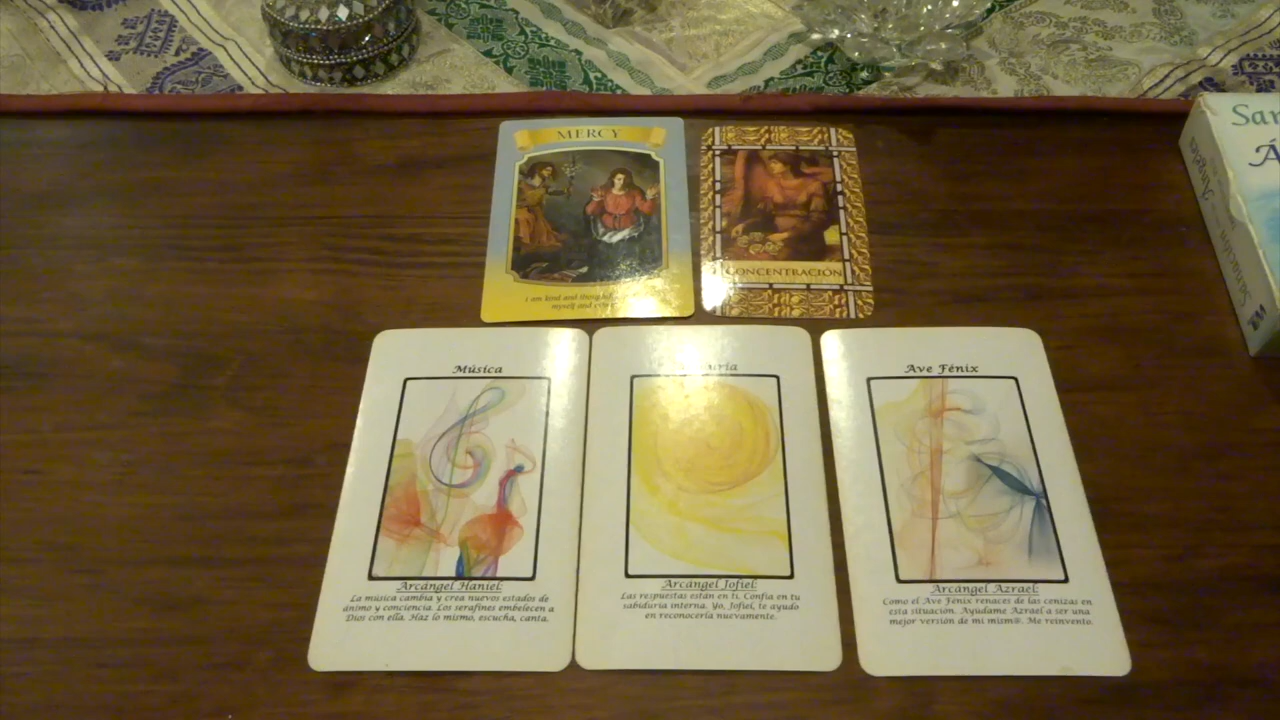 MERCY
I am kind and
myself and
CONCENTRACIÓN
Música
Arcángel Haniel:
La música cambia y crea nuevos estados de
ánimo y conciencia. Los serafines embelecen a
Dios con ella. Haz lo mismo, escucha, canta.
Arcángel Jofiel:
Las respuestas están en ti. Confía en tu
sabiduría interna. Yo, Jofiel, te ayudo
en reconocerla nuevamente.
Ave Fénix
Arcángel Azrael:
Como el Ave Fénix renaces de las cenizas en
esta situación. Ayúdame Azrael a ser una
mejor versión de mi mism@. Me reinvento.